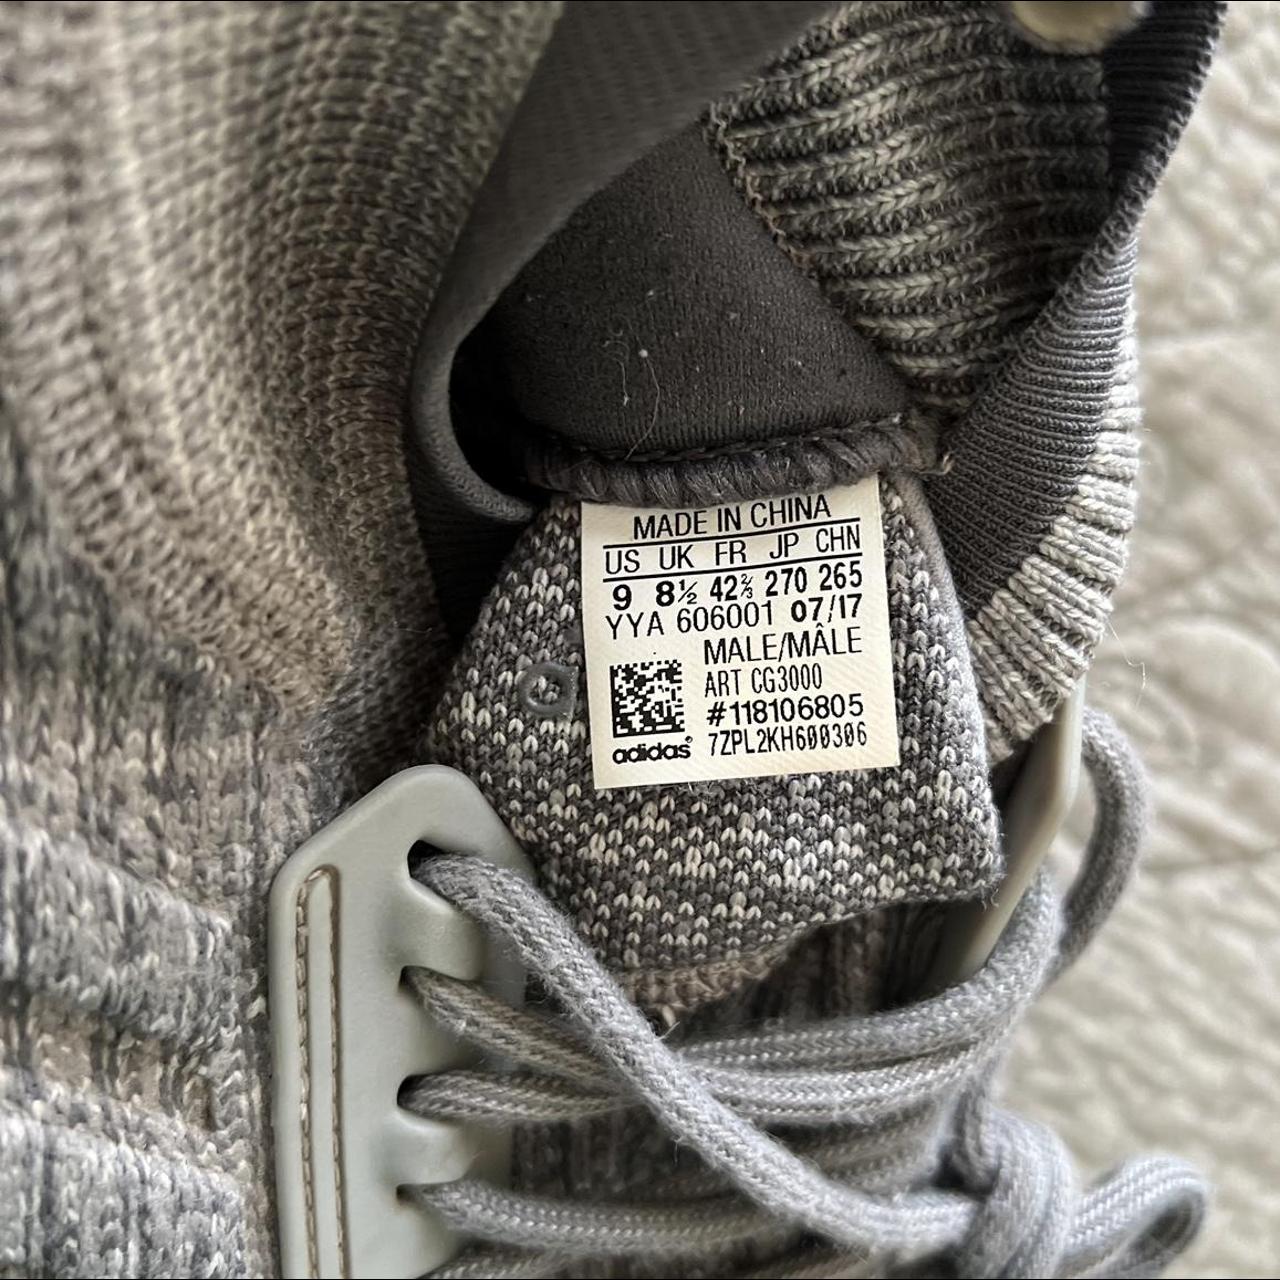 MADE IN CHINA
US UK FR JP CHN
9 8½ 42⅔ 270 265
YYA 606001 07/17
MALE/MÂLE
ART CG3000
#118106805
adidas® 7ZPL2KH600306